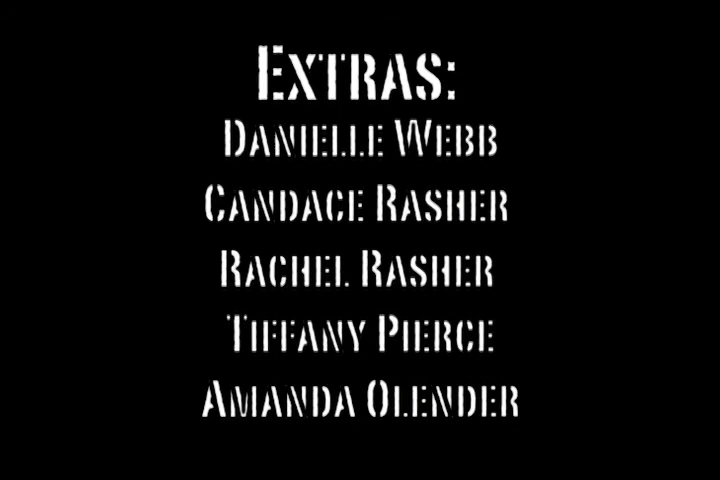 Extras:
Danielle Webb
Candace Rasher
Rachel Rasher
Tiffany Pierce
Amanda Olender